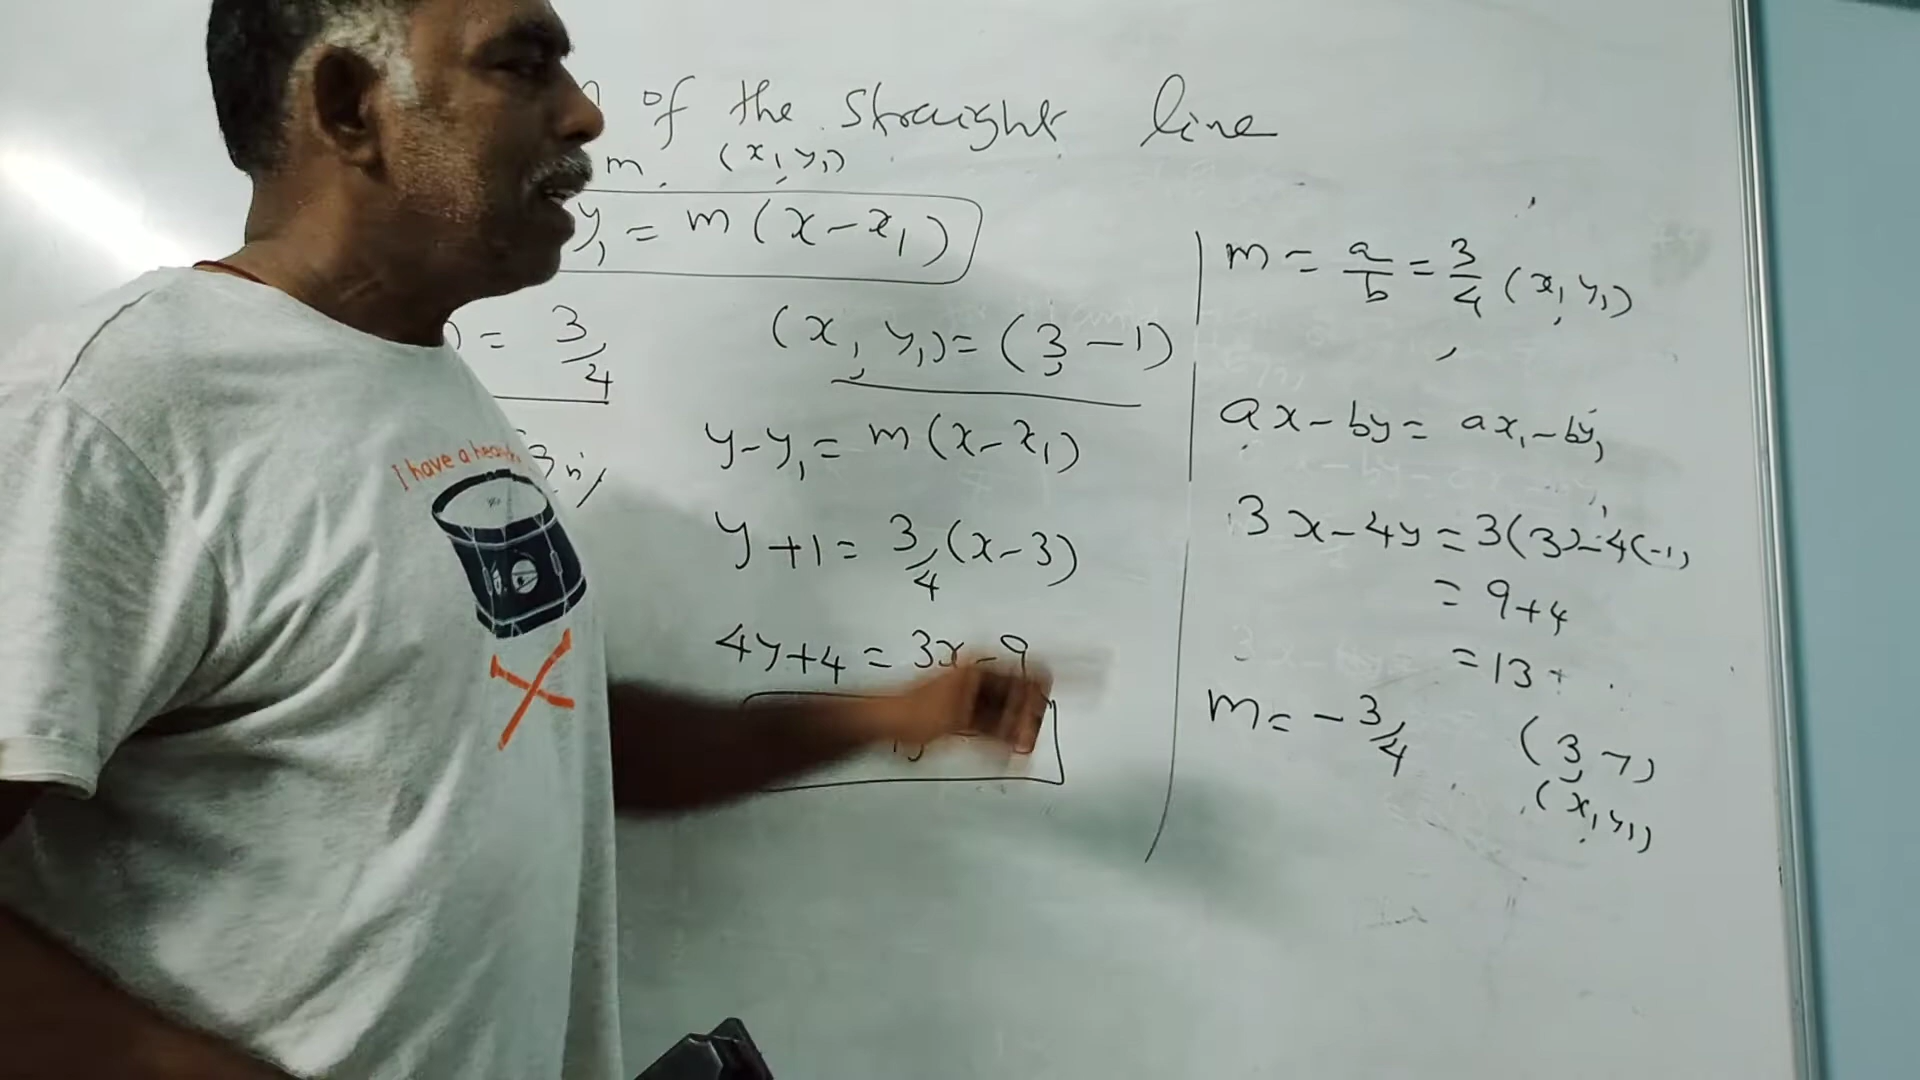 of the straight line
m, (x₁, y₁)
y₁ = m(x-x₁)
= 3/4
(x₁, y₁) = (3, -1)
y-y₁ = m(x-x₁)
y+1 = 3/4 (x-3)
4y+4 = 3x-9
m = a/b = 3/4 (x₁, y₁)
ax-by = ax₁-by₁
3x-4y = 3(3)-4(-1)
= 9+4
= 13
m = -3/4 (3, 7)
(x₁, y₁)
I have a